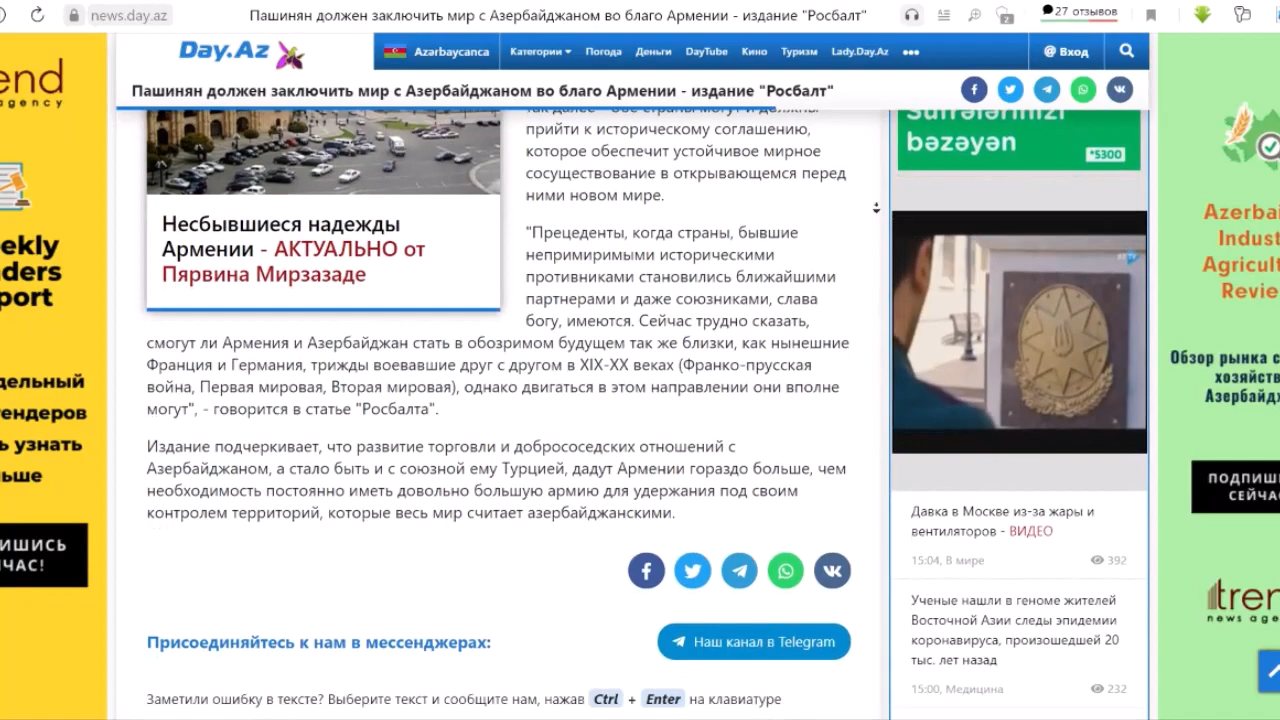 news.day.az
Пашинян должен заключить мир с Азербайджаном во благо Армении - издание "Росбалт"
2
27 отзывов
Day.Az
Azərbaycanca
Категории
Погода
Деньги
DayTube
Кино
Туризм
Lady.Day.Az
•••
@ Вход
Пашинян должен заключить мир с Азербайджаном во благо Армении - издание "Росбалт"
прийти к историческому соглашению,
которое обеспечит устойчивое мирное
сосуществование в открывающемся перед
ними новом мире.
Несбывшиеся надежды
Армении - АКТУАЛЬНО от
Пярвина Мирзазаде
"Прецеденты, когда страны, бывшие
непримиримыми историческими
противниками становились ближайшими
партнерами и даже союзниками, слава
богу, имеются. Сейчас трудно сказать,
смогут ли Армения и Азербайджан стать в обозримом будущем так же близки, как нынешние
Франция и Германия, трижды воевавшие друг с другом в XIX-XX веках (Франко-прусская
война, Первая мировая, Вторая мировая), однако двигаться в этом направлении они вполне
могут", - говорится в статье "Росбалта".
Издание подчеркивает, что развитие торговли и добрососедских отношений с
Азербайджаном, а стало быть и с союзной ему Турцией, дадут Армении гораздо больше, чем
необходимость постоянно иметь довольно большую армию для удержания под своим
контролем территорий, которые весь мир считает азербайджанскими.
Присоединяйтесь к нам в мессенджерах:
Наш канал в Telegram
Заметили ошибку в тексте? Выберите текст и сообщите нам, нажав Ctrl + Enter на клавиатуре
bəzəyən
*5300
Давка в Москве из-за жары и
вентиляторов - ВИДЕО
15:04, В мире
392
Ученые нашли в геноме жителей
Восточной Азии следы эпидемии
коронавируса, произошедшей 20
тыс. лет назад
15:00, Медицина
232
end
agency
eekly
ders
port
дельный
тендеров
ь узнать
ьше
ПИШИСЬ
ЧАС!
Azerbai
Indust
Agricult
Revie
Обзор рынка с
хозяйств
Азербайдж
ПОДПИШ
СЕЙЧА
tren
news age